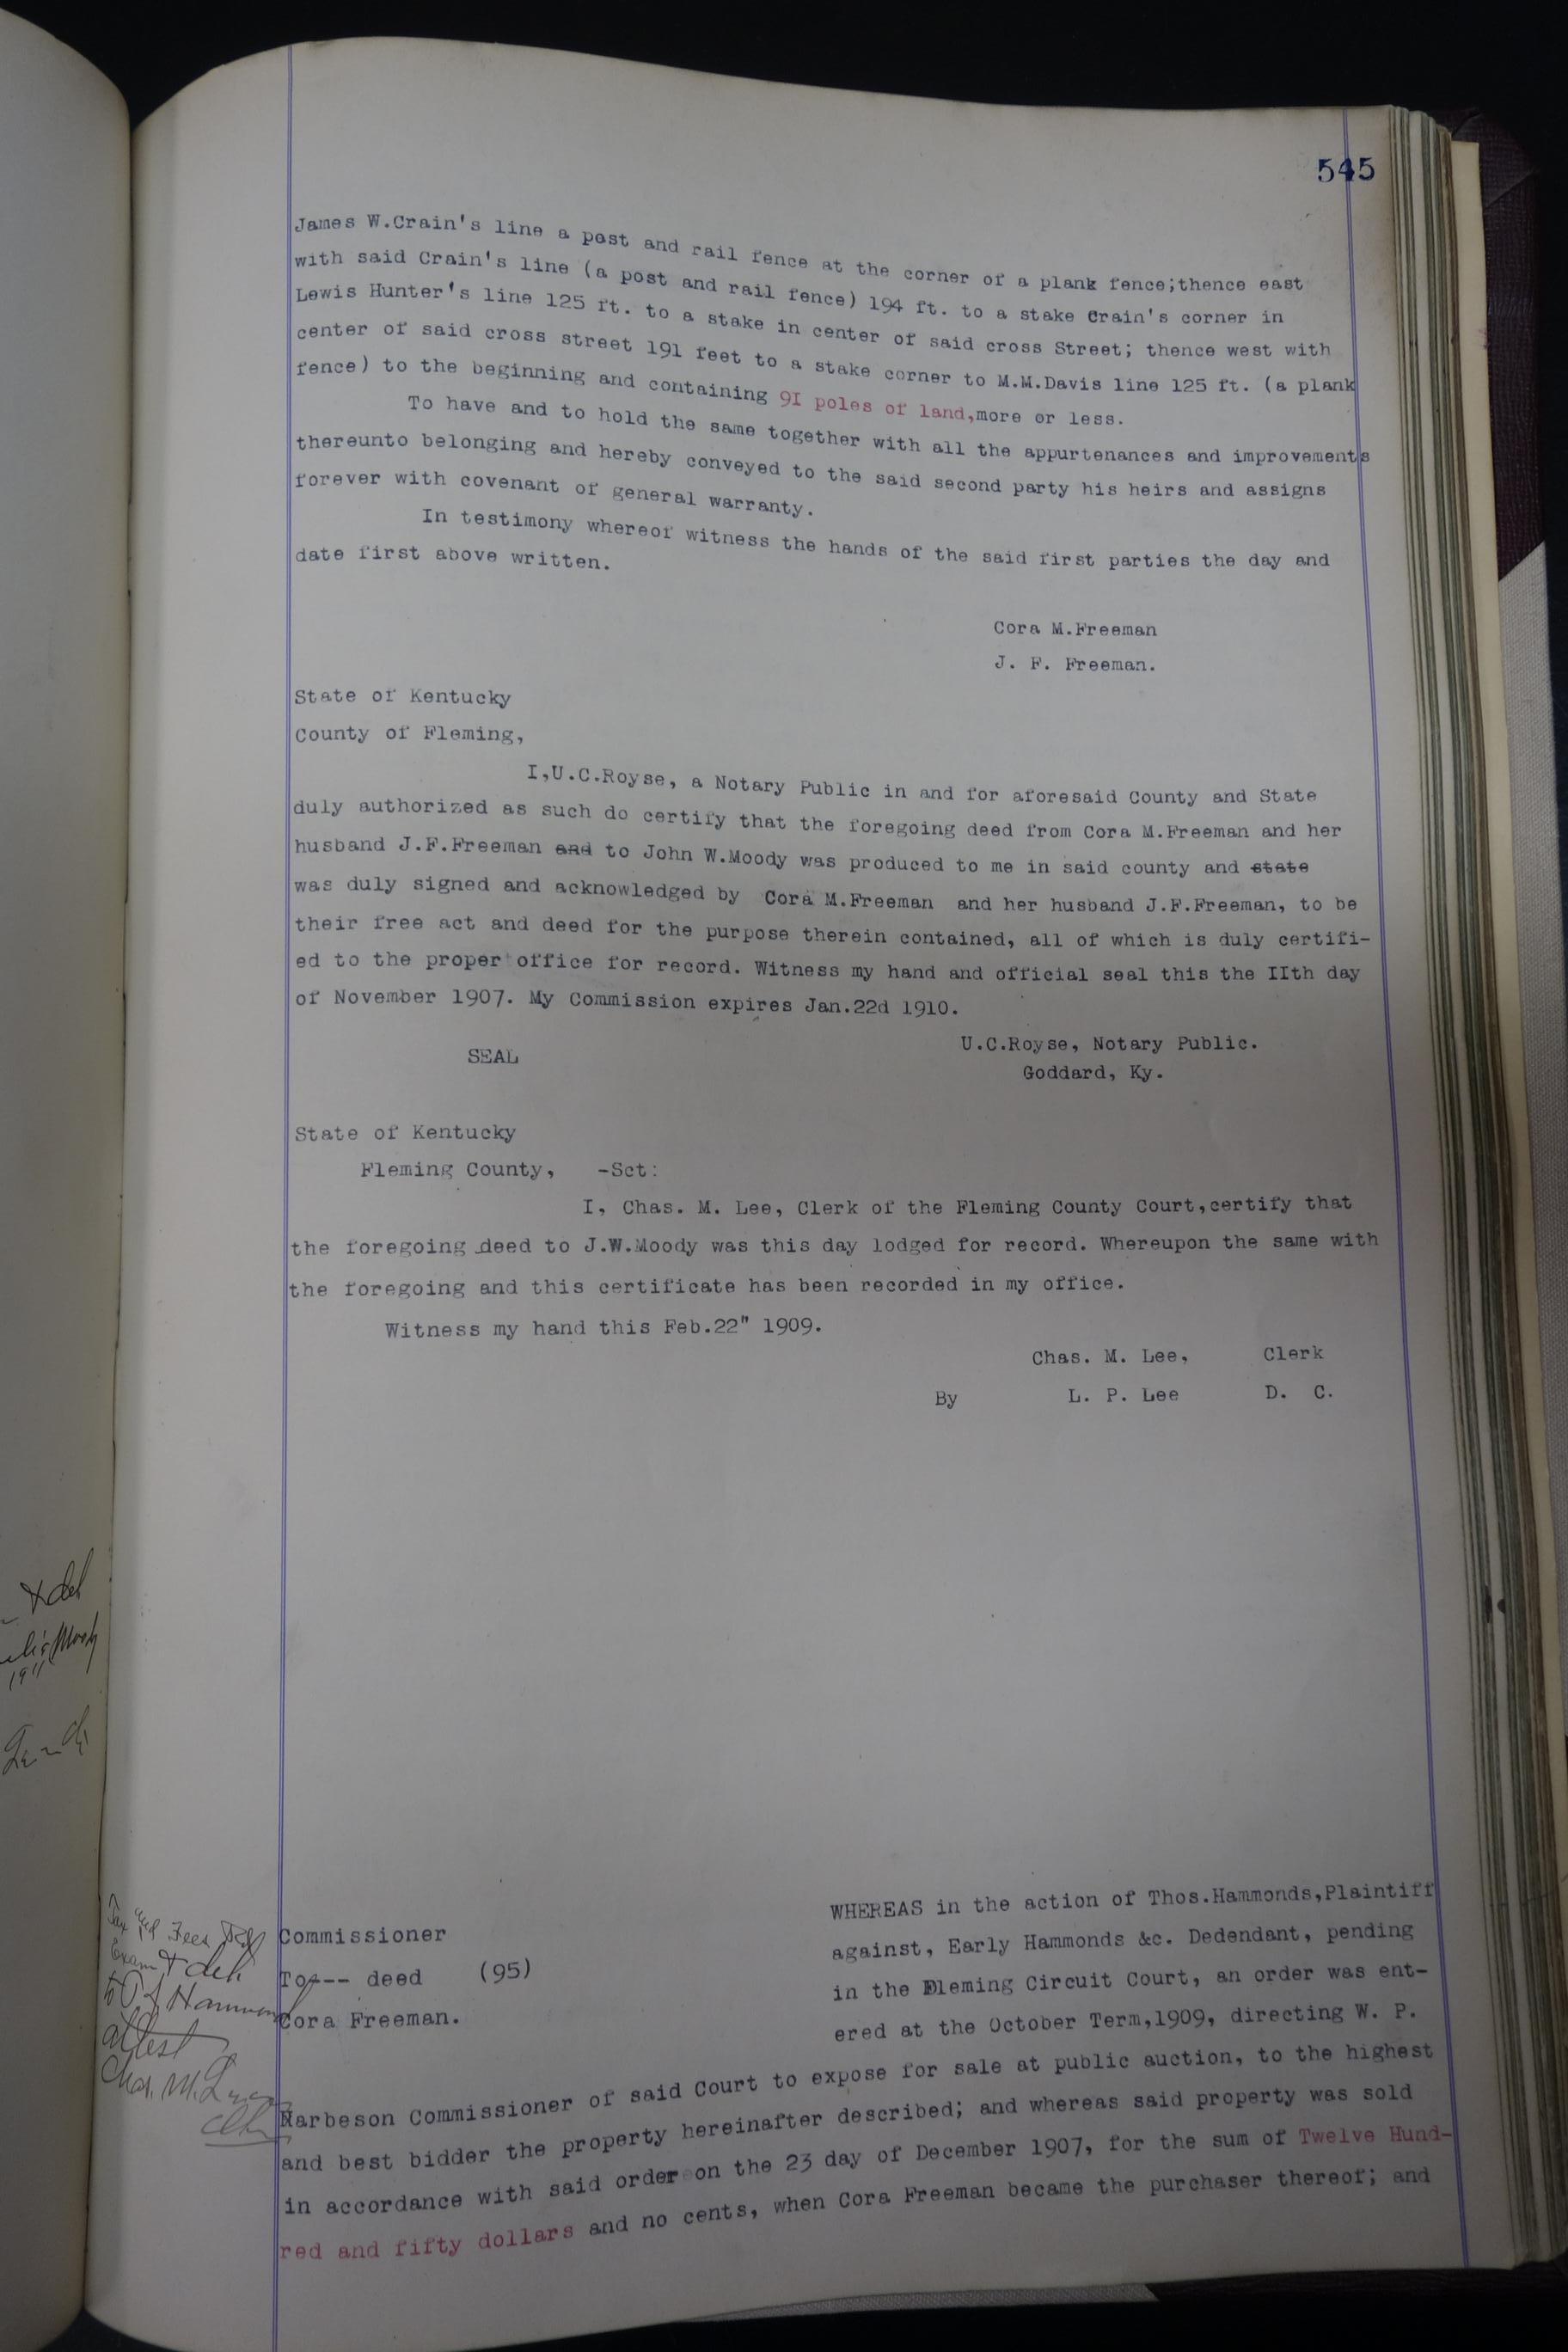 545
James W.Crain's line a post and rail fence at the corner of a plank fence;thence east
with said Crain's line (a post and rail fence) 194 ft. to a stake Crain's corner in
Lewis Hunter's line 125 ft. to a stake in center of said cross Street; thence west with
center of said cross street 191 feet to a stake corner to M.M.Davis line 125 ft. (a plank
fence) to the beginning and containing 9I poles of land,more or less.
To have and to hold the same together with all the appurtenances and improvements
thereunto belonging and hereby conveyed to the said second party his heirs and assigns
forever with covenant of general warranty.
In testimony whereof witness the hands of the said first parties the day and
date first above written.
Cora M.Freeman
J. F. Freeman.
State of Kentucky
County of Fleming,
I,U.C.Royse, a Notary Public in and for aforesaid County and State
duly authorized as such do certify that the foregoing deed from Cora M.Freeman and her
husband J.F.Freeman and to John W.Moody was produced to me in said county and state
was duly signed and acknowledged by Cora M.Freeman and her husband J.F.Freeman, to be
their free act and deed for the purpose therein contained, all of which is duly certifi-
ed to the proper office for record. Witness my hand and official seal this the IIth day
of November 1907. My Commission expires Jan.22d 1910.
SEAL
U.C.Royse, Notary Public.
Goddard, Ky.
State of Kentucky
Fleming County, -Sct:
I, Chas. M. Lee, Clerk of the Fleming County Court,certify that
the foregoing deed to J.W.Moody was this day lodged for record. Whereupon the same with
the foregoing and this certificate has been recorded in my office.
Witness my hand this Feb.22" 1909.
Chas. M. Lee, Clerk
By L. P. Lee D. C.
& del
Moody
1911
Tax and Fees Pd
Exam & del.
to Hammond
attest
Chas. M. Lee
Clk
Commissioner
To--- deed (95)
Cora Freeman.
WHEREAS in the action of Thos.Hammonds,Plaintiff
against, Early Hammonds &c. Dedendant, pending
in the Fleming Circuit Court, an order was ent-
ered at the October Term,1909, directing W. P.
Harbeson Commissioner of said Court to expose for sale at public auction, to the highest
and best bidder the property hereinafter described; and whereas said property was sold
in accordance with said order on the 23 day of December 1907, for the sum of Twelve Hund-
red and fifty dollars and no cents, when Cora Freeman became the purchaser thereof; and